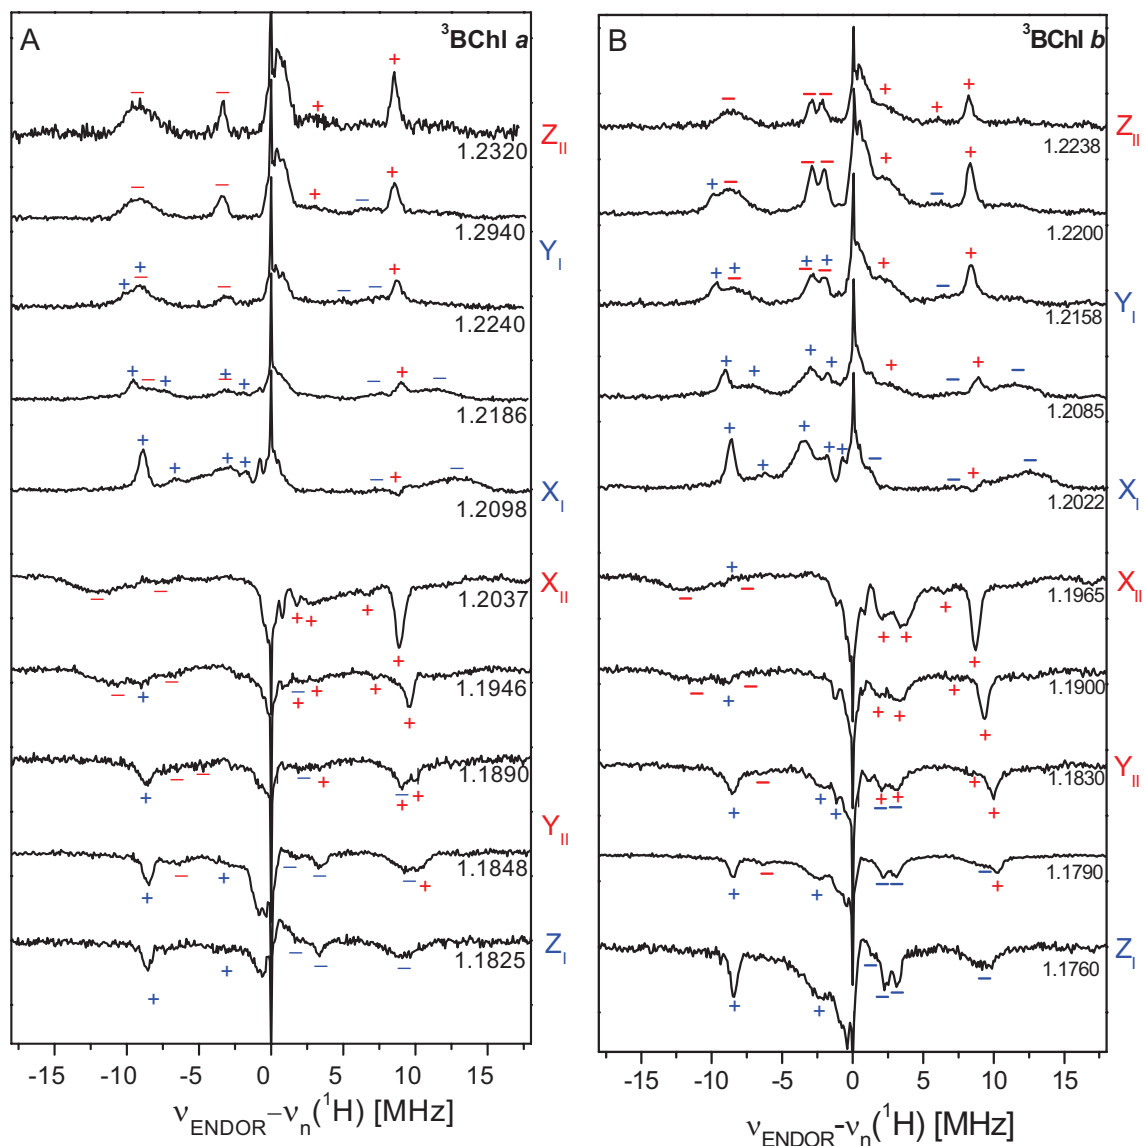 A
³BChl a
1.2320
Z_II
1.2940
Y_I
1.2240
1.2186
1.2098
X_I
1.2037
X_II
1.1946
1.1890
Y_II
1.1848
1.1825
Z_I
-15 -10 -5 0 5 10 15
ν_ENDOR–ν_n(¹H) [MHz]
B
³BChl b
1.2238
Z_II
1.2200
1.2158
Y_I
1.2085
1.2022
X_I
1.1965
X_II
1.1900
1.1830
Y_II
1.1790
1.1760
Z_I
-15 -10 -5 0 5 10 15
ν_ENDOR-ν_n(¹H) [MHz]